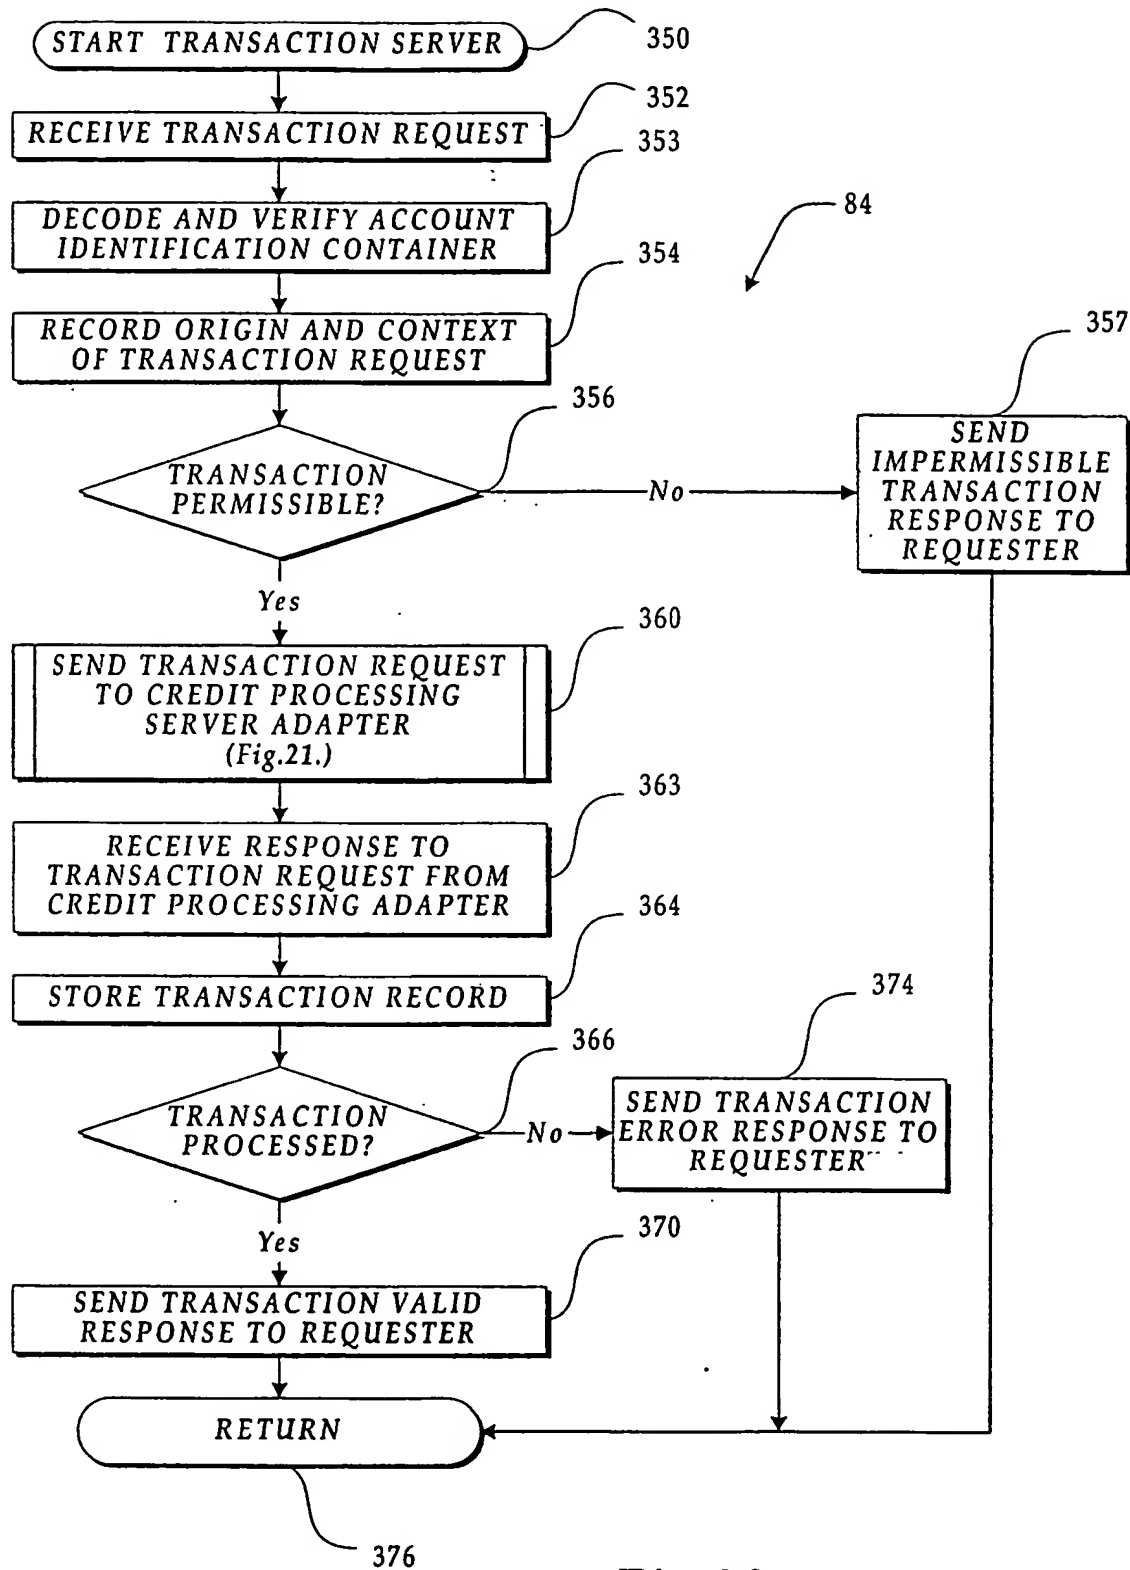 START TRANSACTION SERVER
350
RECEIVE TRANSACTION REQUEST
352
353
DECODE AND VERIFY ACCOUNT
IDENTIFICATION CONTAINER
84
354
RECORD ORIGIN AND CONTEXT
OF TRANSACTION REQUEST
357
356
TRANSACTION
PERMISSIBLE?
No
SEND
IMPERMISSIBLE
TRANSACTION
RESPONSE TO
REQUESTER
Yes
360
SEND TRANSACTION REQUEST
TO CREDIT PROCESSING
SERVER ADAPTER
(Fig.21.)
363
RECEIVE RESPONSE TO
TRANSACTION REQUEST FROM
CREDIT PROCESSING ADAPTER
364
STORE TRANSACTION RECORD
374
366
TRANSACTION
PROCESSED?
No
SEND TRANSACTION
ERROR RESPONSE TO
REQUESTER
Yes
370
SEND TRANSACTION VALID
RESPONSE TO REQUESTER
RETURN
376